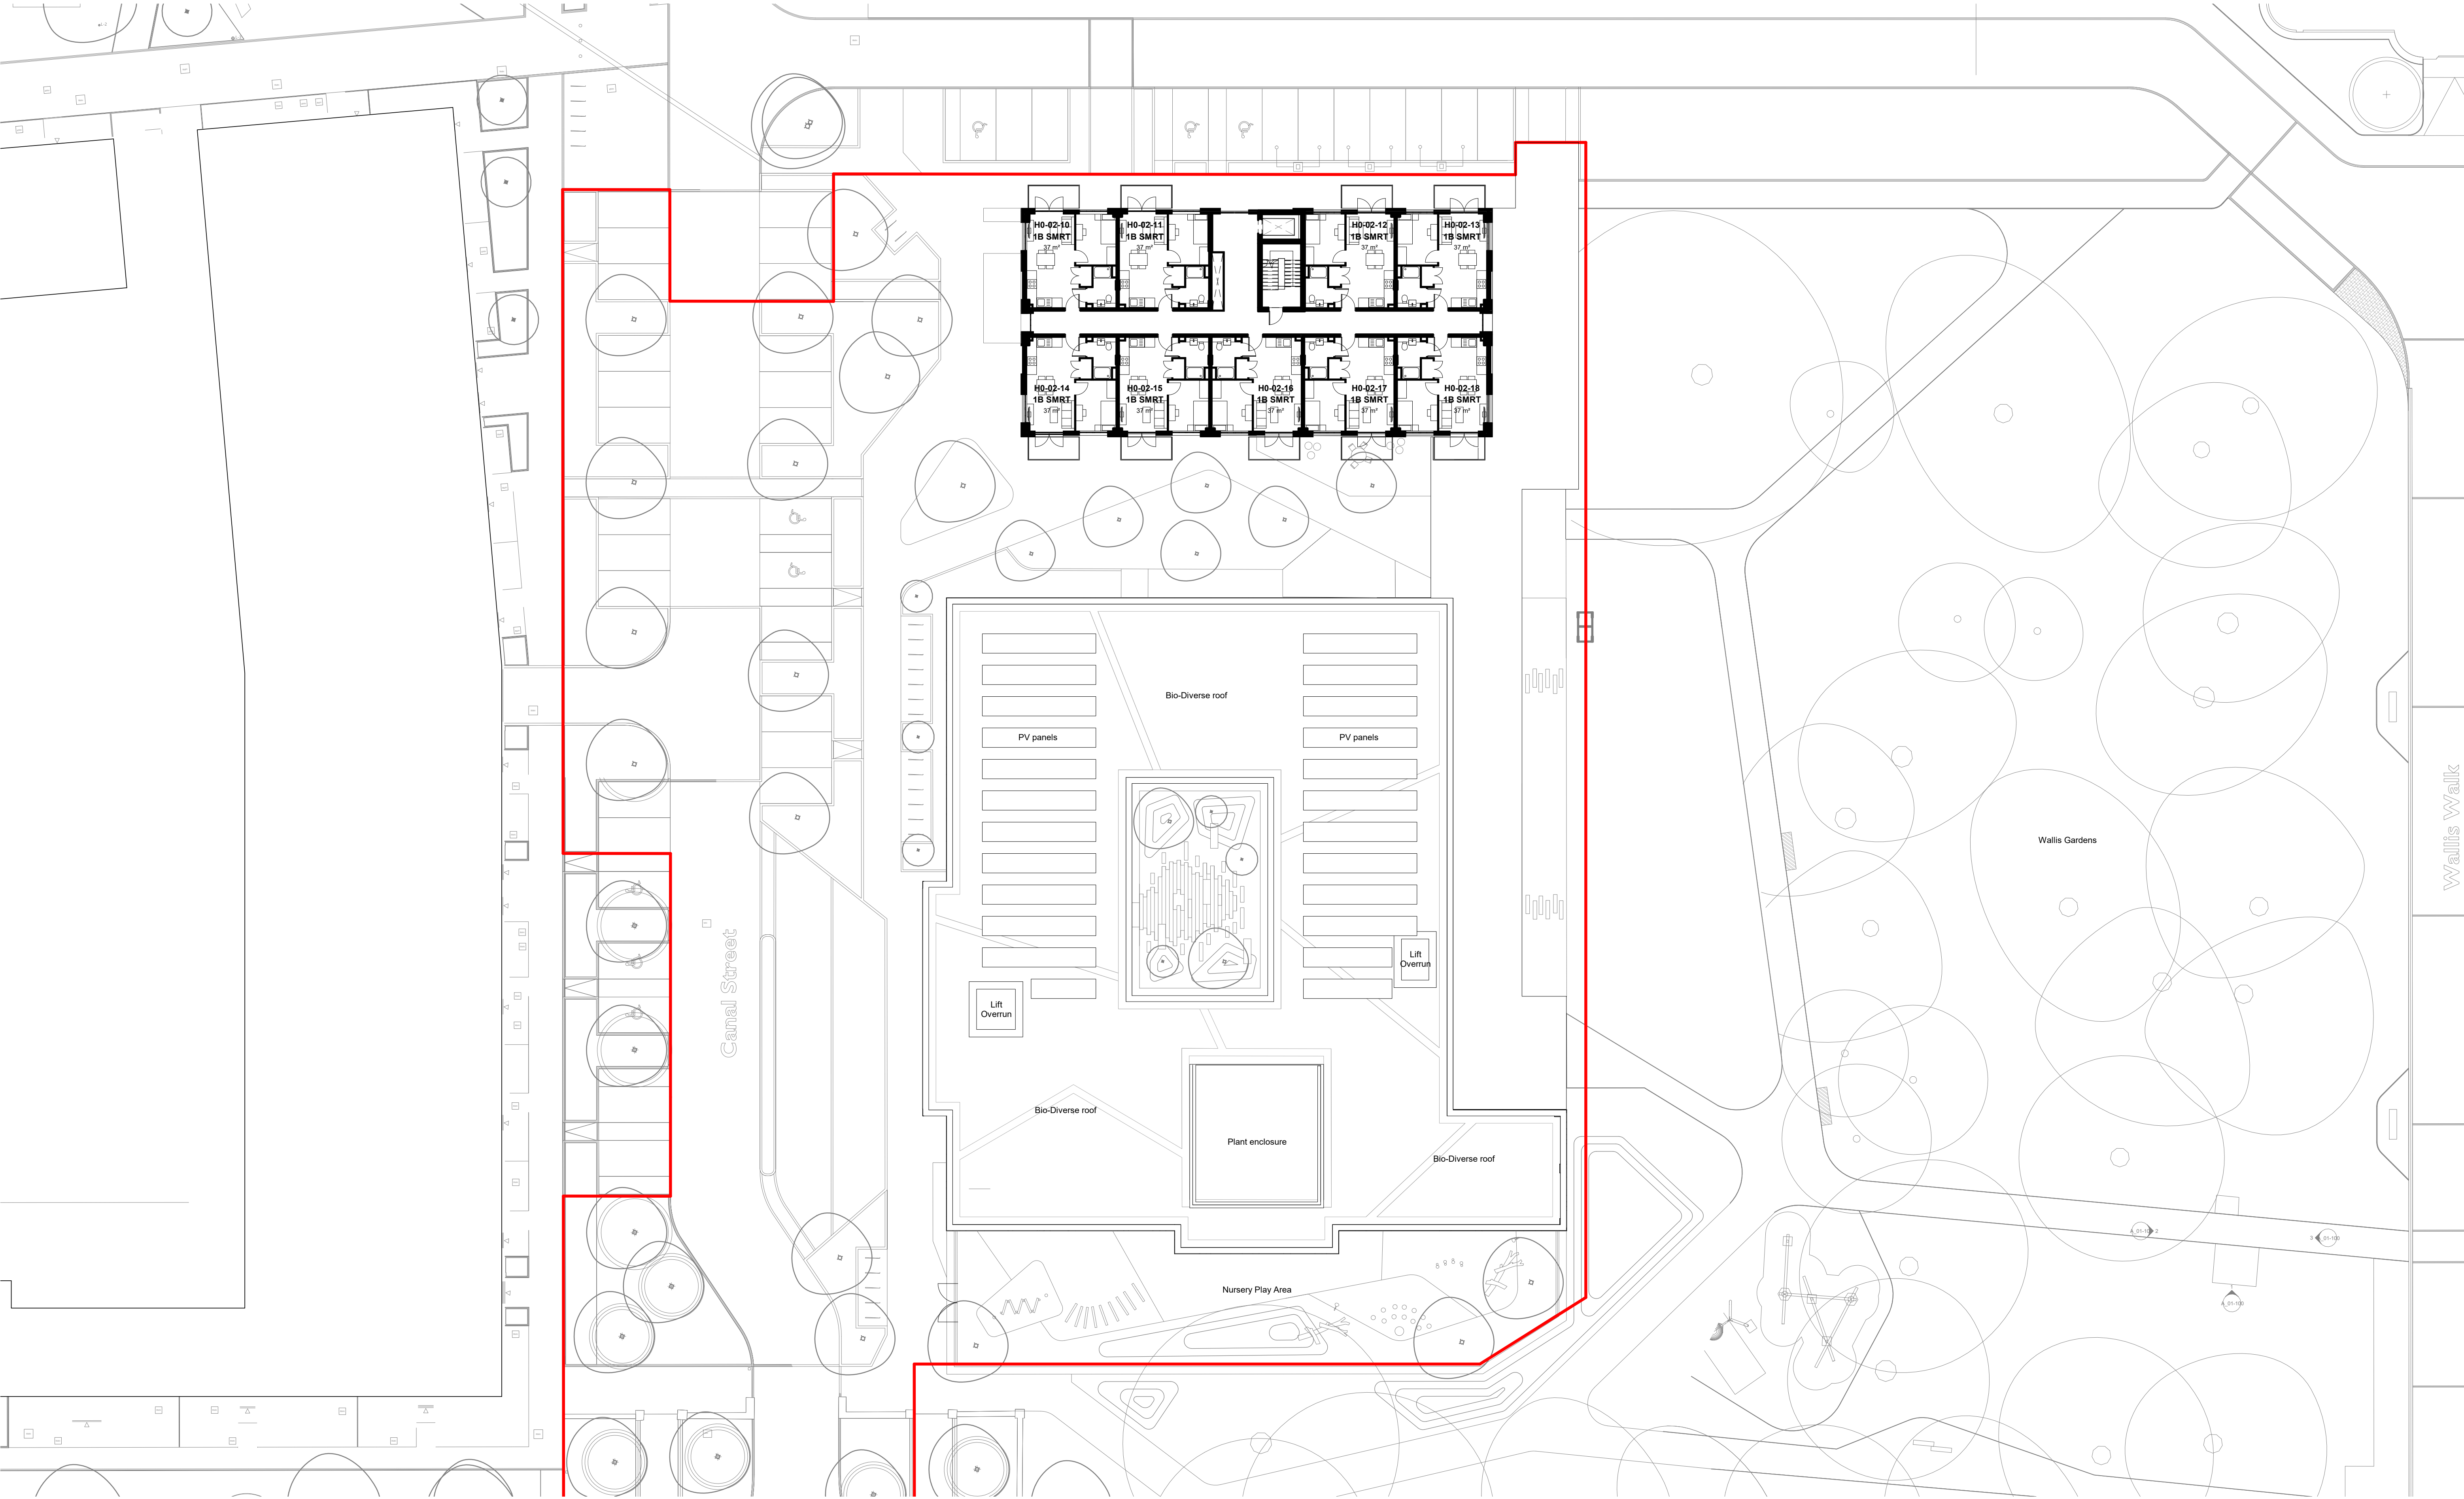 H0-02-10
1B SMRT
37 m²
H0-02-11
1B SMRT
37 m²
H0-02-12
1B SMRT
37 m²
H0-02-13
1B SMRT
37 m²
H0-02-14
1B SMRT
37 m²
H0-02-15
1B SMRT
37 m²
H0-02-16
1B SMRT
37 m²
H0-02-17
1B SMRT
37 m²
H0-02-18
1B SMRT
37 m²
Bio-Diverse roof
PV panels
PV panels
Wallis Gardens
Wallis Walk
Canal Street
Lift
Overrun
Lift
Overrun
Bio-Diverse roof
Plant enclosure
Bio-Diverse roof
Nursery Play Area
2
3